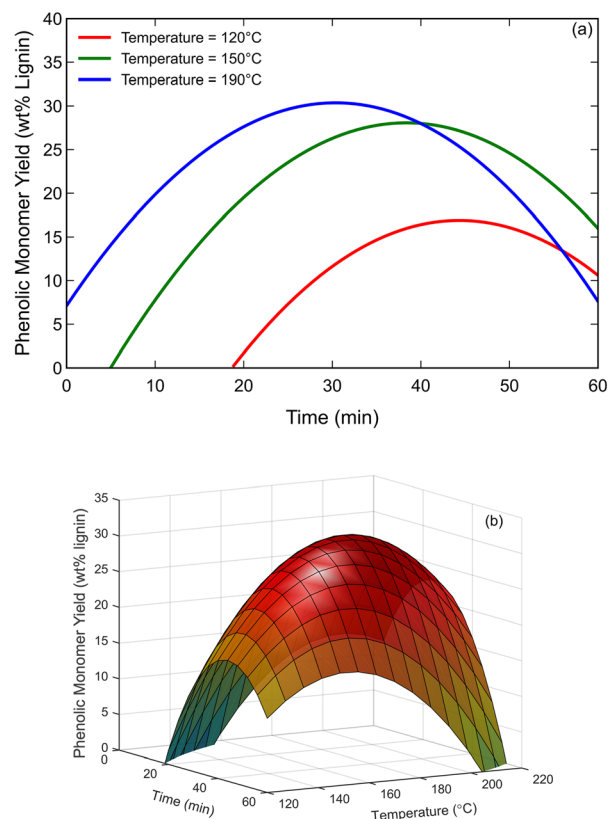 40
(a)
Temperature = 120°C
35
Temperature = 150°C
Temperature = 190°C
30
25
20
15
10
5
0
Phenolic Monomer Yield (wt% Lignin)
0 10 20 30 40 50 60
Time (min)
35
(b)
30
25
20
15
10
5
0
Phenolic Monomer Yield (wt% lignin)
0
20
40
60
Time (min)
120
140
160
180
200
220
Temperature (°C)